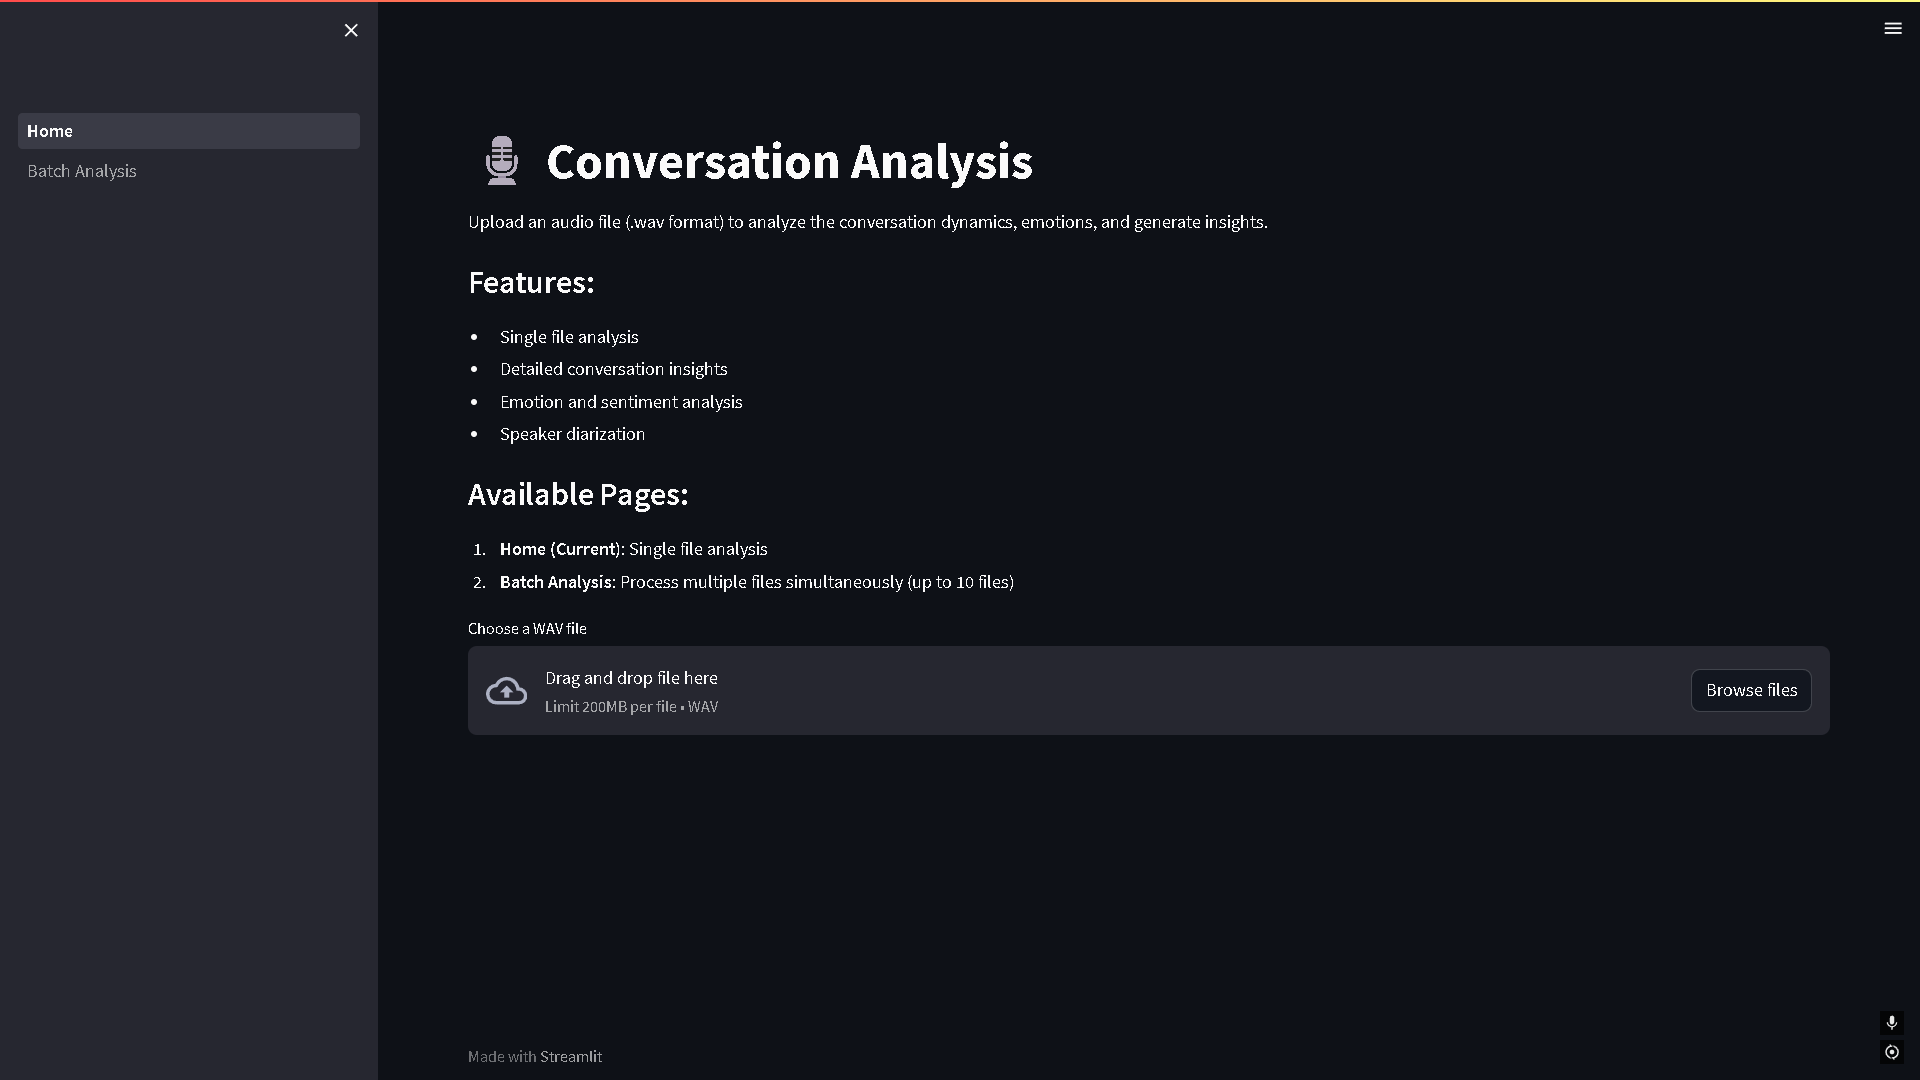 Home
Batch Analysis
Conversation Analysis
Upload an audio file (.wav format) to analyze the conversation dynamics, emotions, and generate insights.
Features:
• Single file analysis
• Detailed conversation insights
• Emotion and sentiment analysis
• Speaker diarization
Available Pages:
1. Home (Current): Single file analysis
2. Batch Analysis: Process multiple files simultaneously (up to 10 files)
Choose a WAV file
Drag and drop file here
Limit 200MB per file • WAV
Browse files
Made with Streamlit